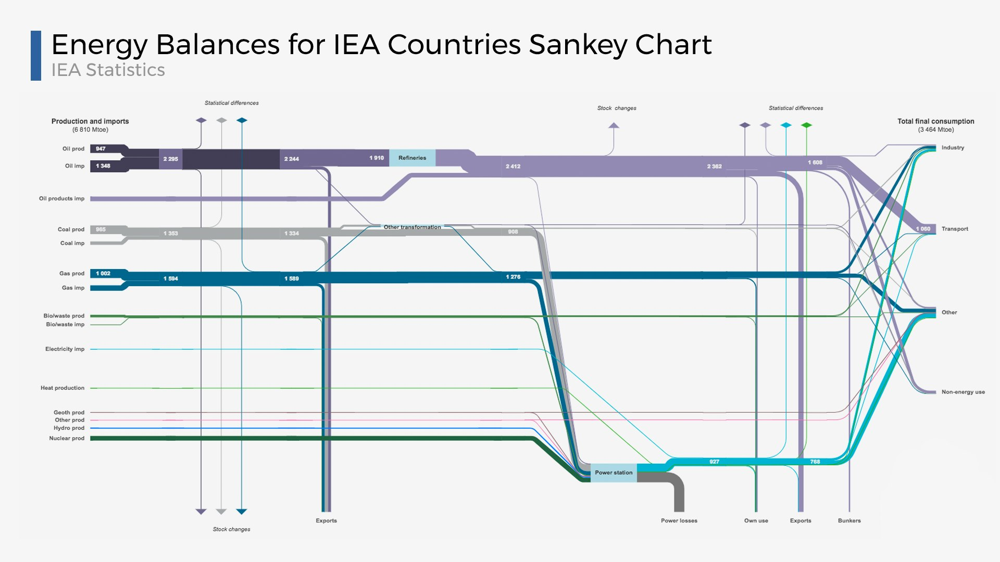 Energy Balances for IEA Countries Sankey Chart
IEA Statistics
Statistical differences
Stock changes
Statistical differences
Production and imports
(6 810 Mtoe)
Total final consumption
(3 464 Mtoe)
Oil prod
947
2 295
2 244
1 910
Refineries
2 412
2 362
1 608
Industry
Oil imp
1 348
Oil products imp
Coal prod
965
1 353
1 334
Other transformation
908
1 060
Transport
Coal imp
Gas prod
1 002
1 594
1 589
1 276
Gas imp
Bio/waste prod
Other
Bio/waste imp
Electricity imp
Heat production
Non-energy use
Geoth prod
Other prod
Hydro prod
Nuclear prod
Power station
927
768
Exports
Power losses
Own use
Exports
Bunkers
Stock changes